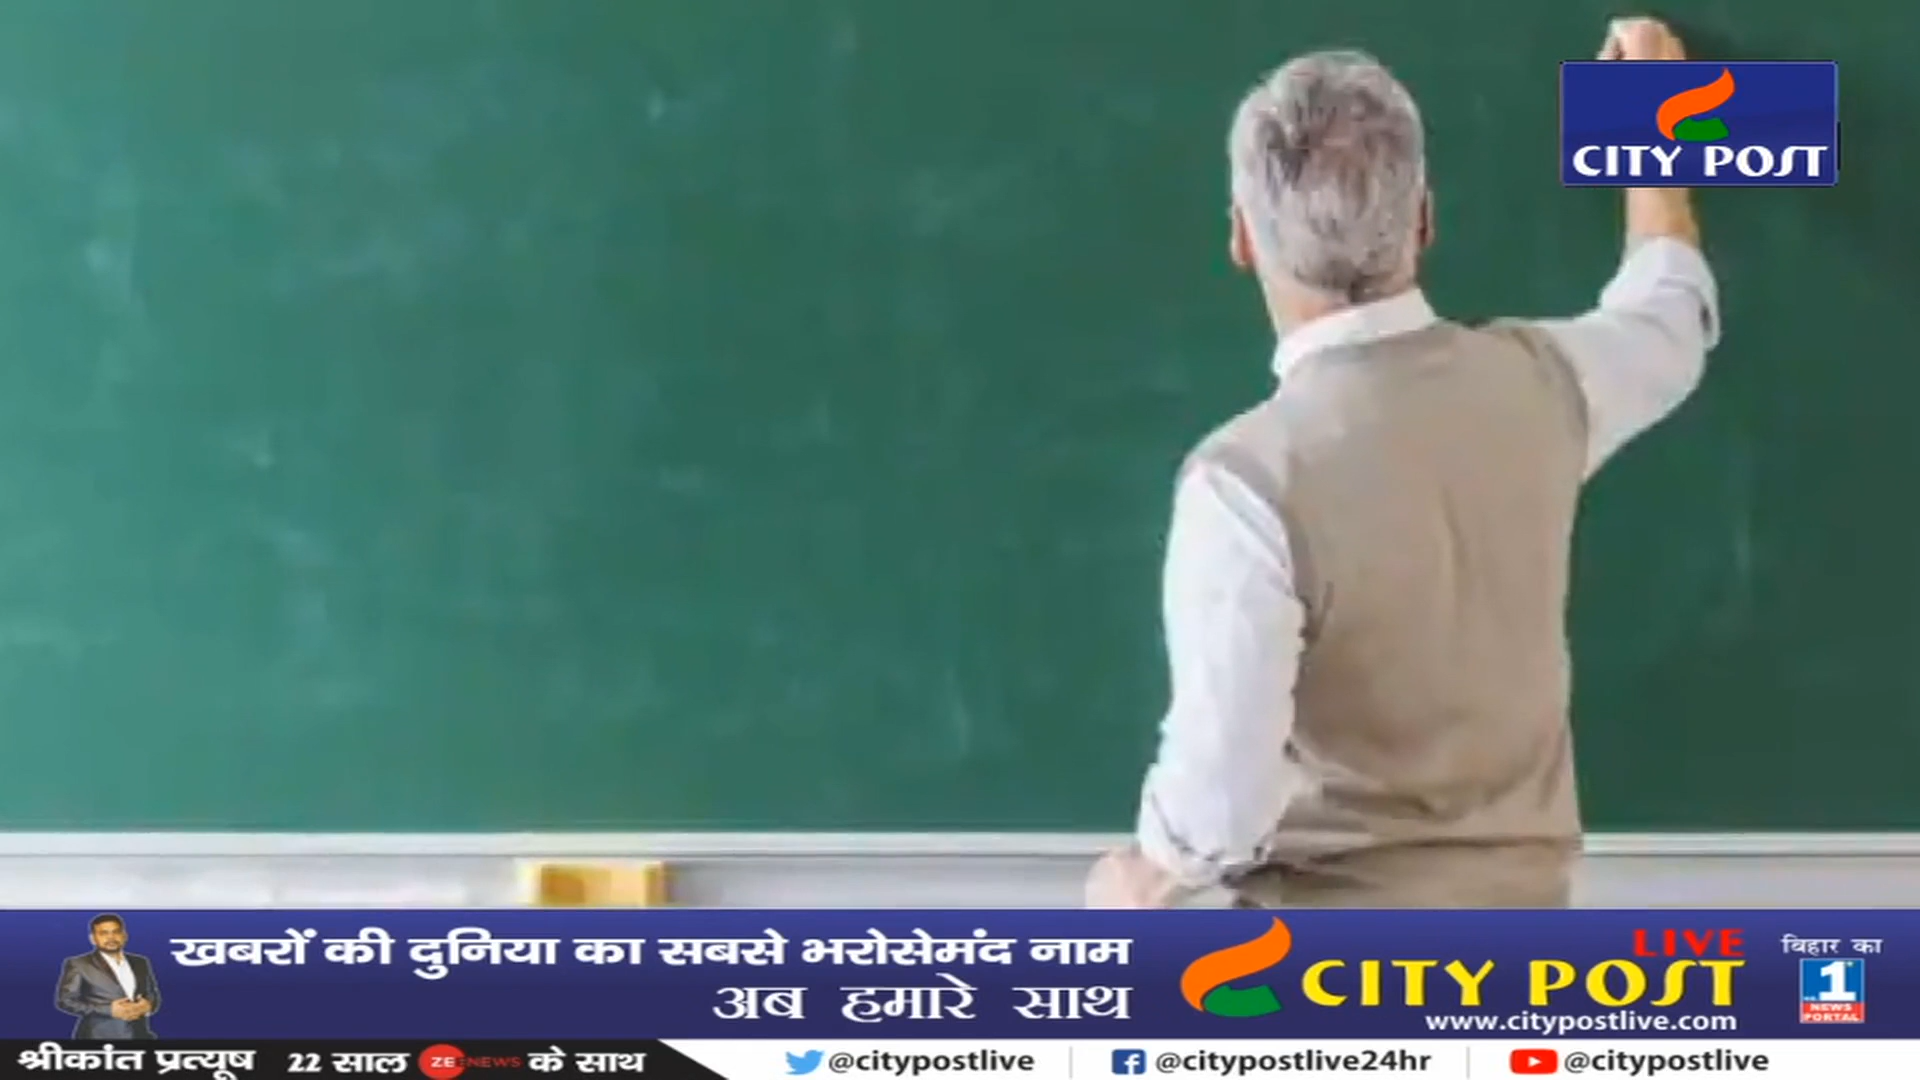 CITY POST
खबरों की दुनिया का सबसे भरोसेमंद नाम
अब हमारे साथ
LIVE
CITY POST
www.citypostlive.com
बिहार का
NO. 1
NEWS
PORTAL
श्रीकांत प्रत्यूष 22 साल ZEE NEWS के साथ
@citypostlive
@citypostlive24hr
@citypostlive